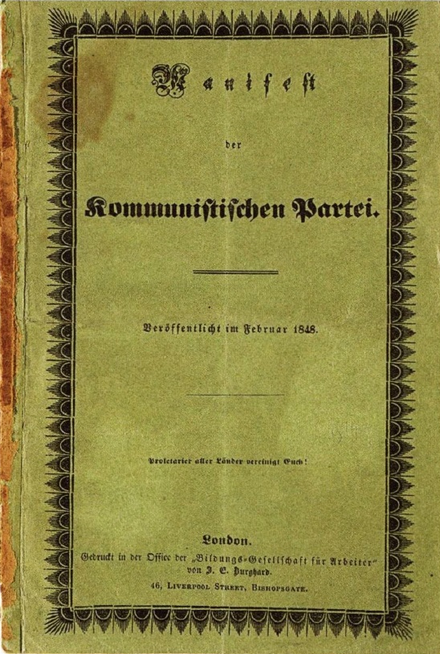 Manifest
der
Kommunistischen Partei.
Veröffentlicht im Februar 1848.
Proletarier aller Länder vereinigt Euch!
London.
Gedruckt in der Office der „Bildungs-Gesellschaft für Arbeiter“
von J. E. Burghard.
46, LIVERPOOL STREET, BISHOPSGATE.